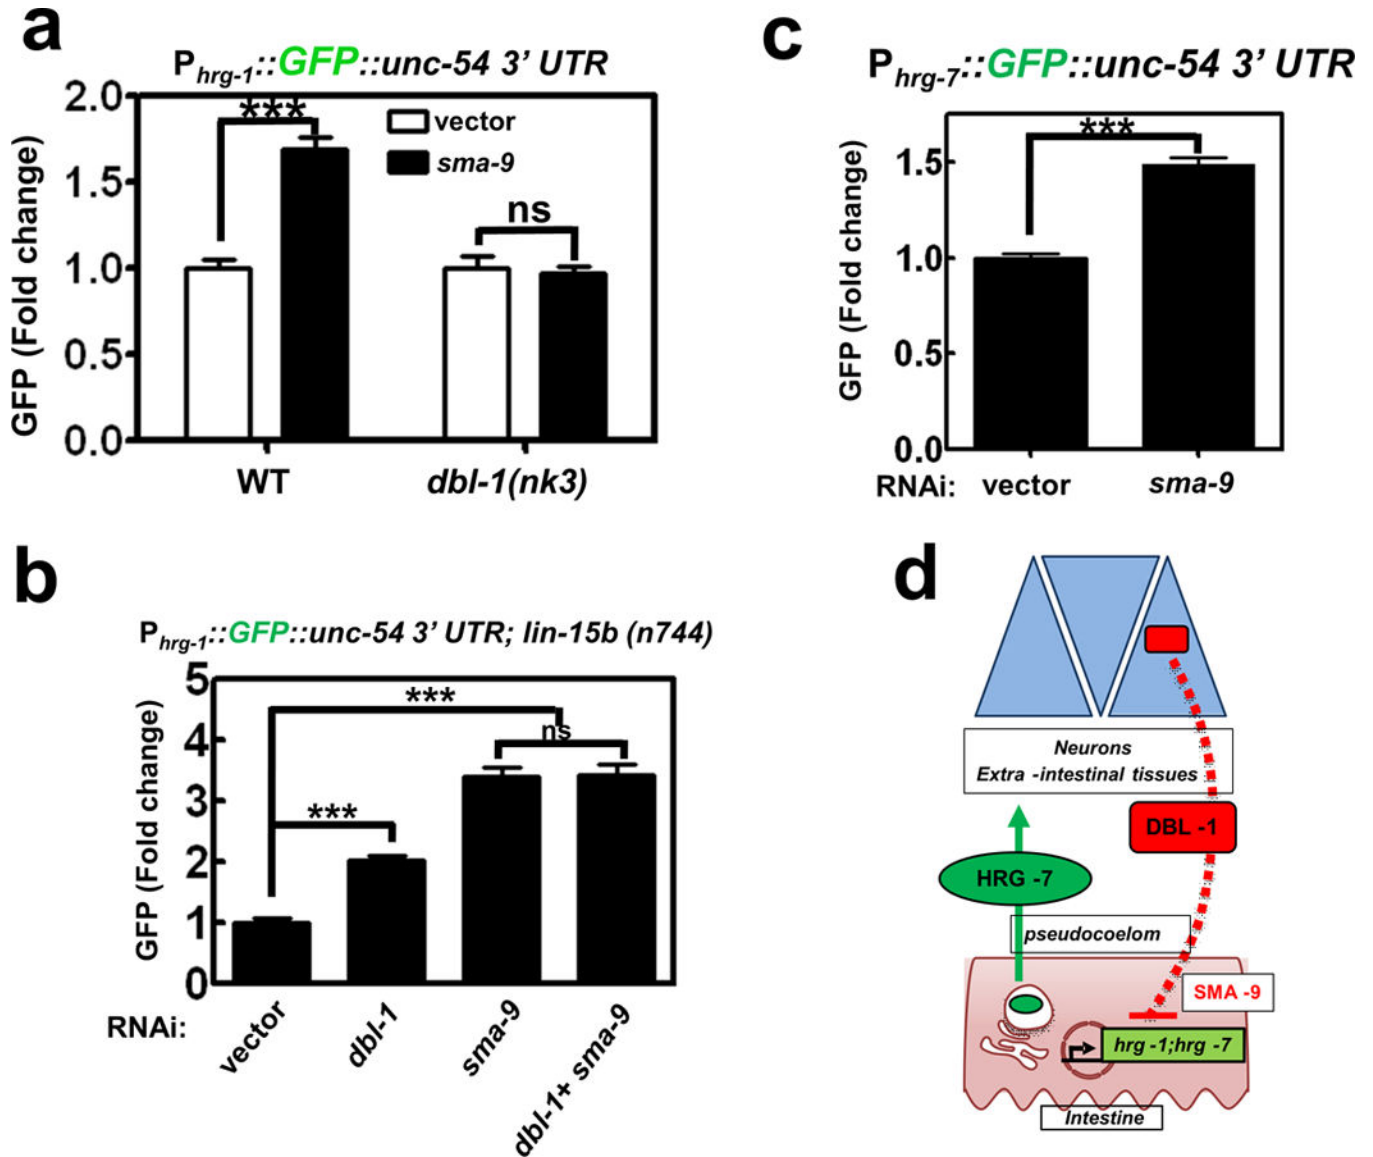 a
P hrg-1::GFP::unc-54 3’ UTR
***
ns
vector
sma-9
GFP (Fold change)
2.0
1.5
1.0
0.5
0.0
WT
dbl-1(nk3)
c
P hrg-7::GFP::unc-54 3’ UTR
***
GFP (Fold change)
1.5
1.0
0.5
0.0
RNAi:
vector
sma-9
b
P hrg-1::GFP::unc-54 3’ UTR; lin-15b (n744)
***
ns
***
GFP (Fold change)
5
4
3
2
1
0
RNAi:
vector
dbl-1
sma-9
dbl-1+ sma-9
d
Neurons
Extra -intestinal tissues
DBL -1
HRG -7
pseudocoelom
SMA -9
hrg -1;hrg -7
Intestine